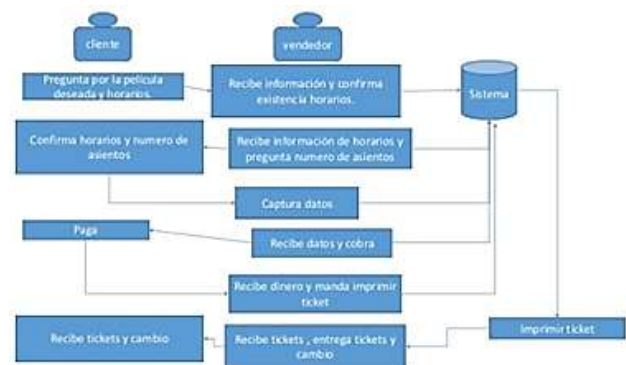 cliente
vendedor
Pregunta por la película
deseada y horarios.
Recibe información y confirma
existencia horarios.
Sistema
Confirma horarios y numero de
asientos
Recibe información de horarios y
pregunta numero de asientos
Captura datos
Paga
Recibe datos y cobra
Recibe dinero y manda imprimir
ticket
Recibe tickets y cambio
Recibe tickets , entrega tickets y
cambio
Imprimir ticket